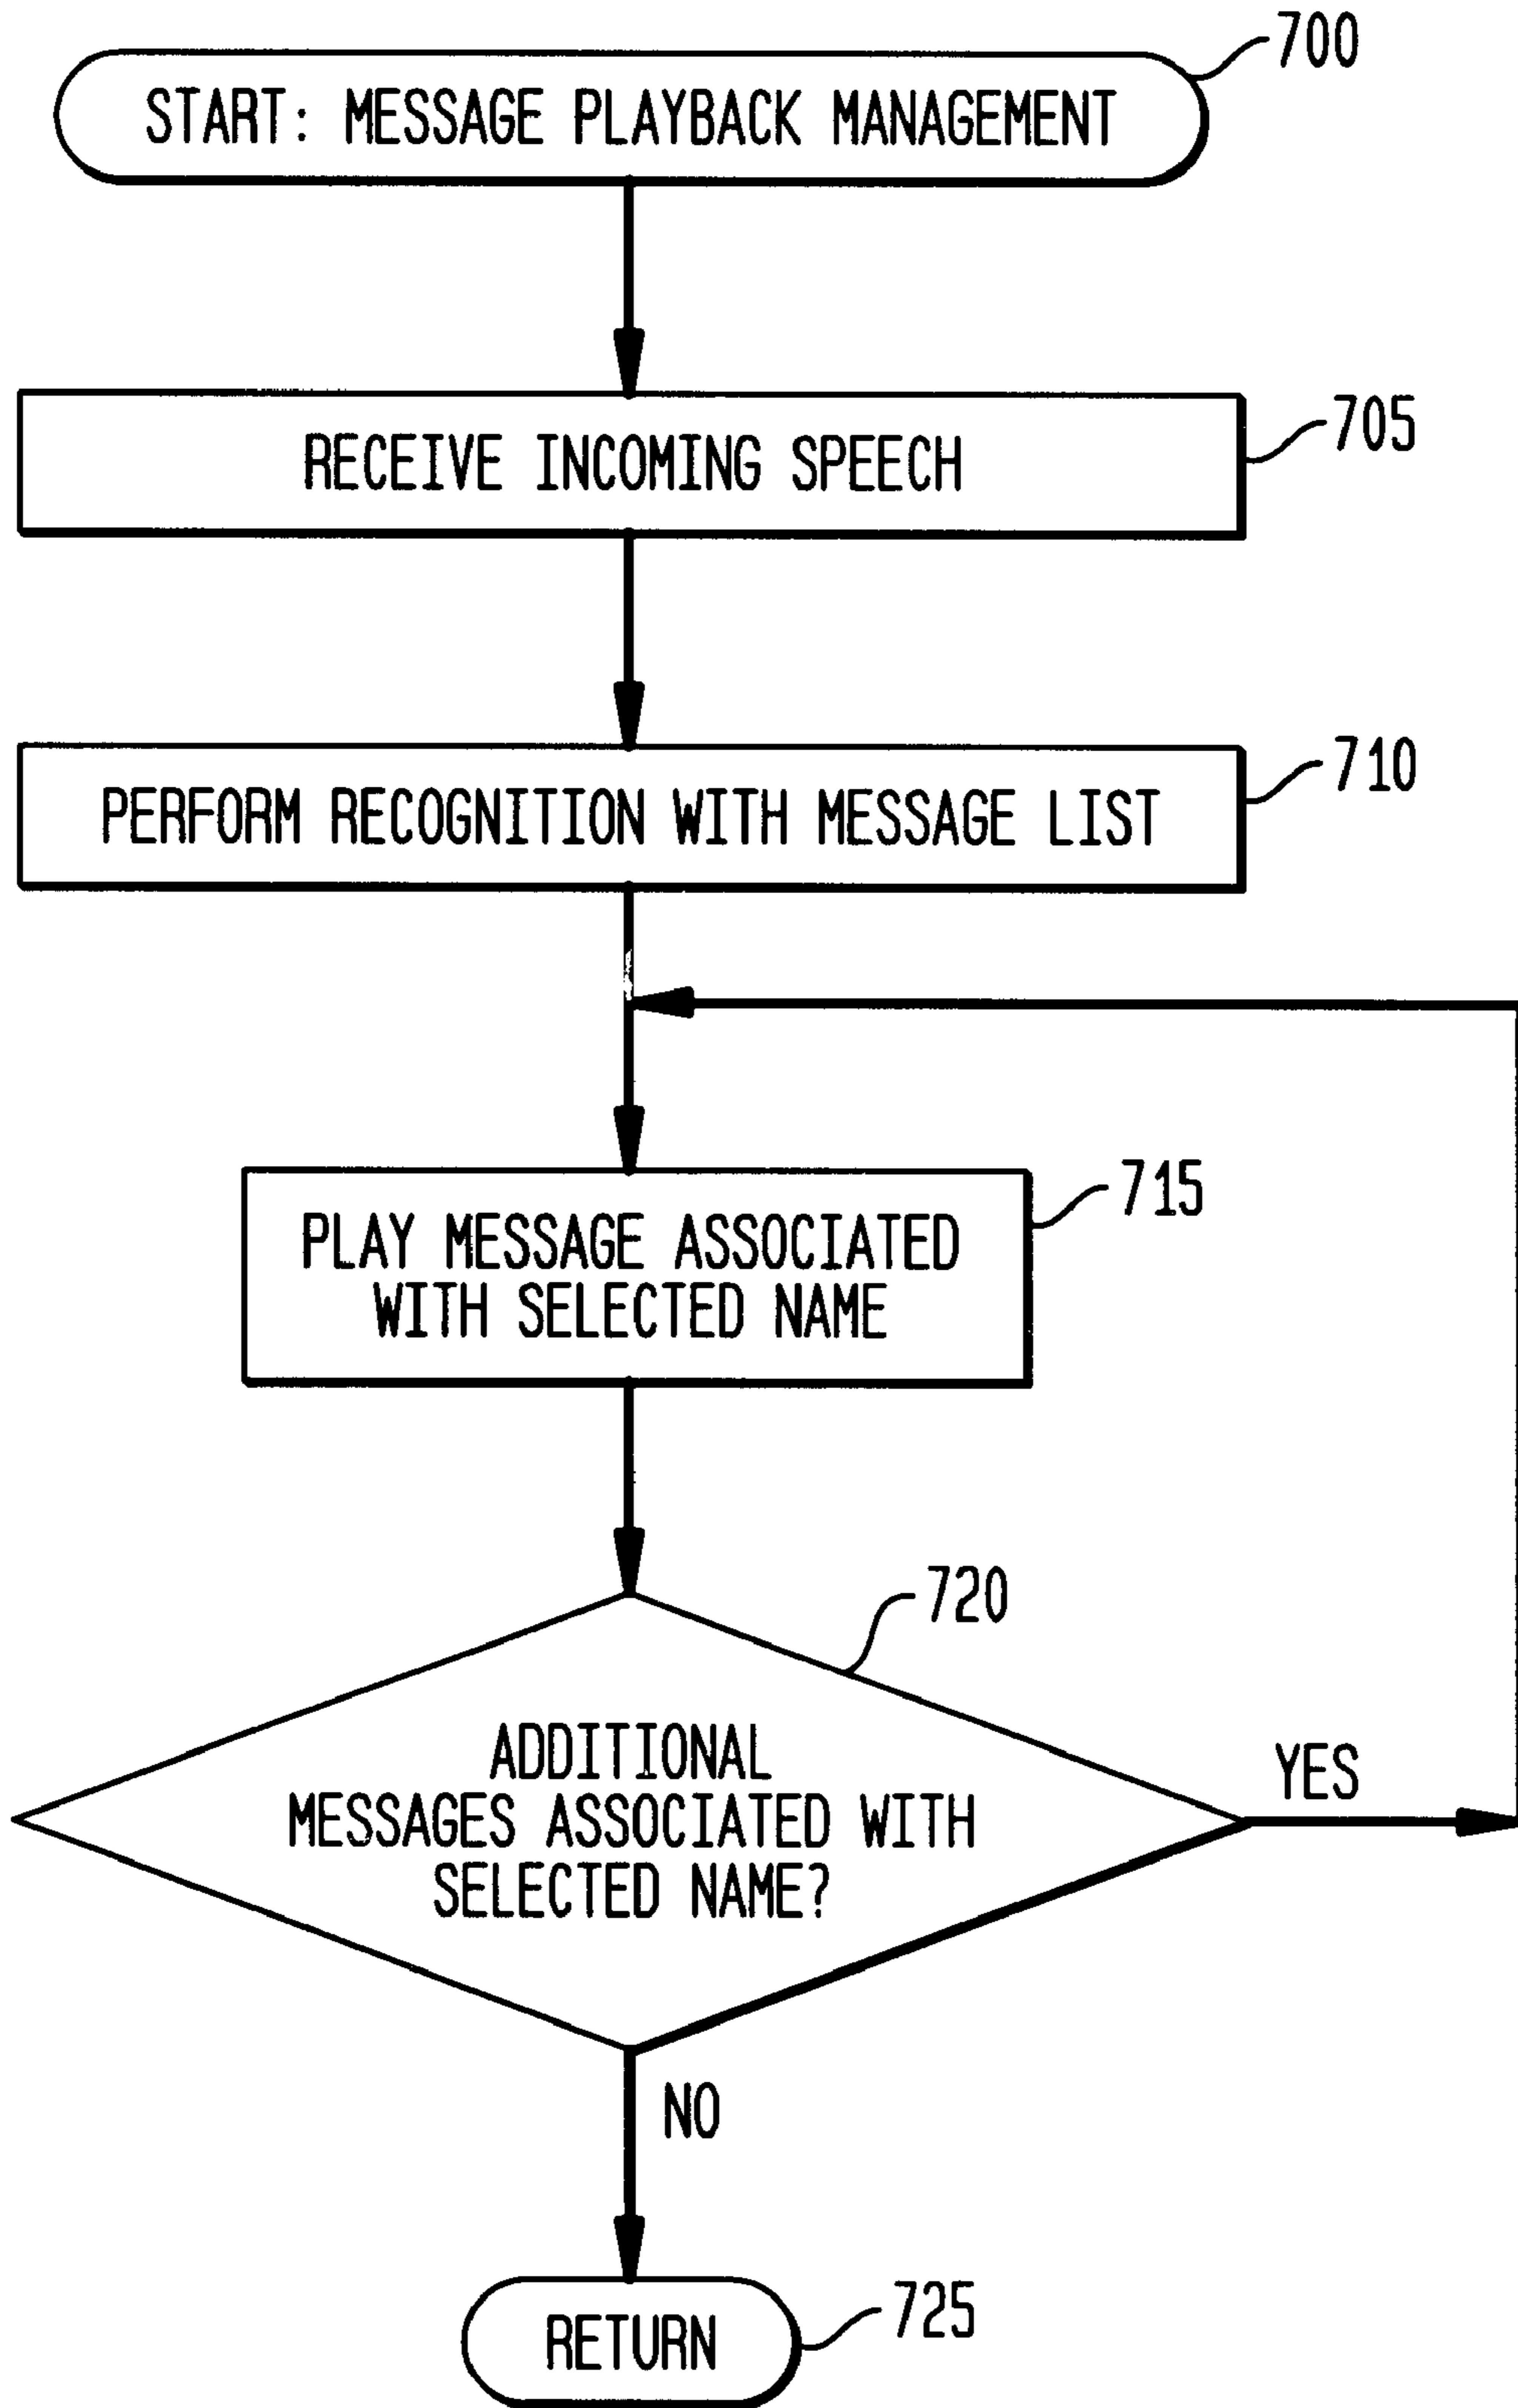 700
START: MESSAGE PLAYBACK MANAGEMENT
705
RECEIVE INCOMING SPEECH
710
PERFORM RECOGNITION WITH MESSAGE LIST
715
PLAY MESSAGE ASSOCIATED
WITH SELECTED NAME
720
ADDITIONAL
MESSAGES ASSOCIATED WITH
SELECTED NAME?
YES
NO
725
RETURN